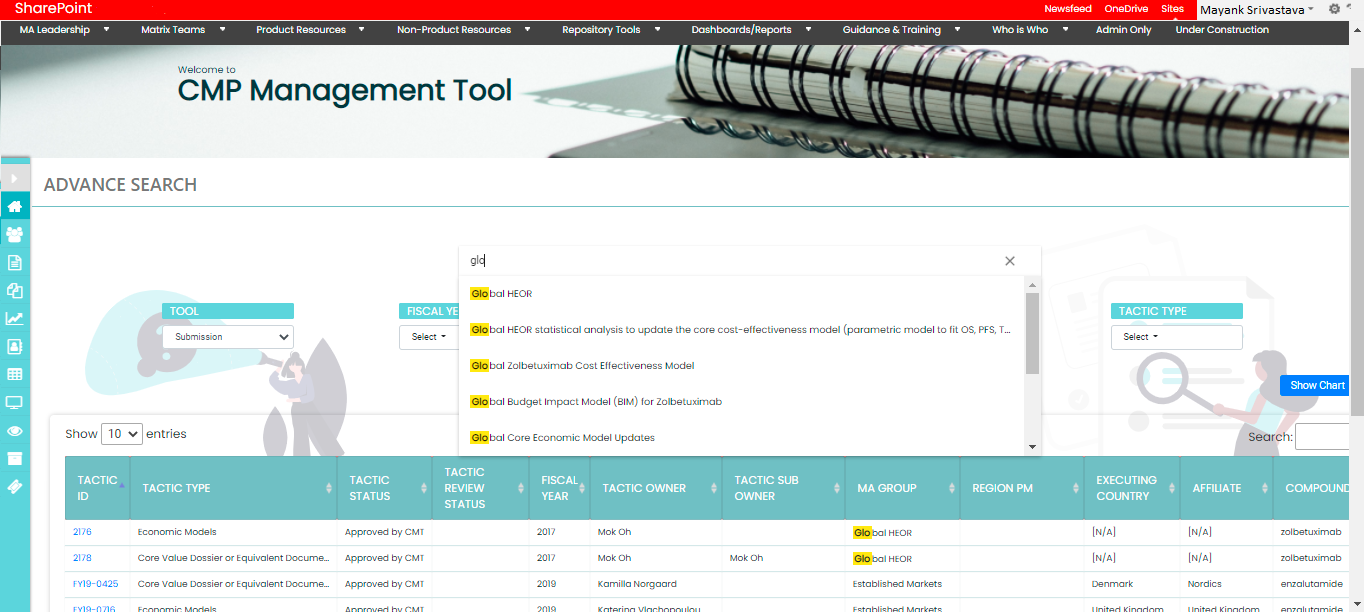 SharePoint
Newsfeed OneDrive Sites Mayank Srivastava
MA Leadership Matrix Teams Product Resources Non-Product Resources Repository Tools Dashboards/Reports Guidance & Training Who is Who Admin Only Under Construction
Welcome to
CMP Management Tool
ADVANCE SEARCH
glo
Global HEOR
Global HEOR statistical analysis to update the core cost-effectiveness model (parametric model to fit OS, PFS, T...
Global Zolbetuximab Cost Effectiveness Model
Global Budget Impact Model (BIM) for Zolbetuximab
Global Core Economic Model Updates
TOOL
Submission
FISCAL YE
Select
TACTIC TYPE
Select
Show Chart
Show 10 entries
Search:
TACTIC ID TACTIC TYPE TACTIC STATUS TACTIC REVIEW STATUS FISCAL YEAR TACTIC OWNER TACTIC SUB OWNER MA GROUP REGION PM EXECUTING COUNTRY AFFILIATE COMPOUND
2176 Economic Models Approved by CMT 2017 Mok Oh Global HEOR [N/A] [N/A] zolbetuximab
2178 Core Value Dossier or Equivalent Docume... Approved by CMT 2017 Mok Oh Mok Oh Global HEOR [N/A] [N/A] zolbetuximab
FY19-0425 Core Value Dossier or Equivalent Docume... Approved by CMT 2019 Kamilla Norgaard Established Markets Denmark Nordics enzalutamide
FY19-0716 Economic Models Approved by CMT 2019 Katerina Vlachopoulou Established Markets United Kingdom United Kingdom enzalutamide